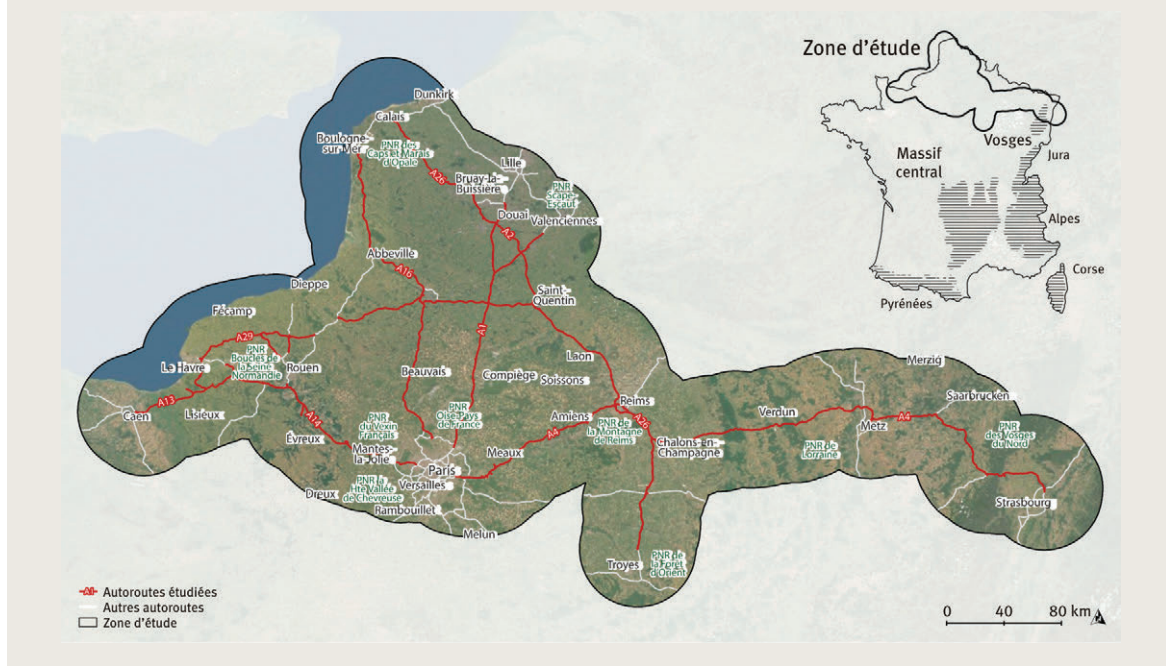 Zone d'étude
Massif
central
Vosges
Jura
Alpes
Corse
Pyrénées
Dunkirk
Calais
Boulogne-
sur-Mer
PNR des
Caps et Marais
d'Opale
Lille
A26
Bruay-la-
Buissière
PNR
Scarpe-
Escaut
Douai
Valenciennes
A2
Abbeville
A16
Dieppe
Saint-
Quentin
Fécamp
A1
A29
Le Havre
PNR
Boucles de
la Seine
Normandie
Rouen
Beauvais
Laon
Compiègne
Soissons
Merzig
Saarbrucken
A13
Caen
Lisieux
A14
Évreux
PNR
du Vexin
Français
PNR
Oise-Pays
de France
Amiens
Reims
A4
PNR de
la Montagne
de Reims
A26
Verdun
Metz
A4
PNR
des Vosges
du Nord
Mantes-
la-Jolie
Meaux
Chalons-en-
Champagne
PNR de
Lorraine
Paris
Versailles
Dreux
PNR la
Hte Vallée
de Chevreuse
Rambouillet
Melun
Strasbourg
Troyes
PNR de
la Forêt
d'Orient
A1 Autoroutes étudiées
Autres autoroutes
Zone d'étude
0 40 80 km